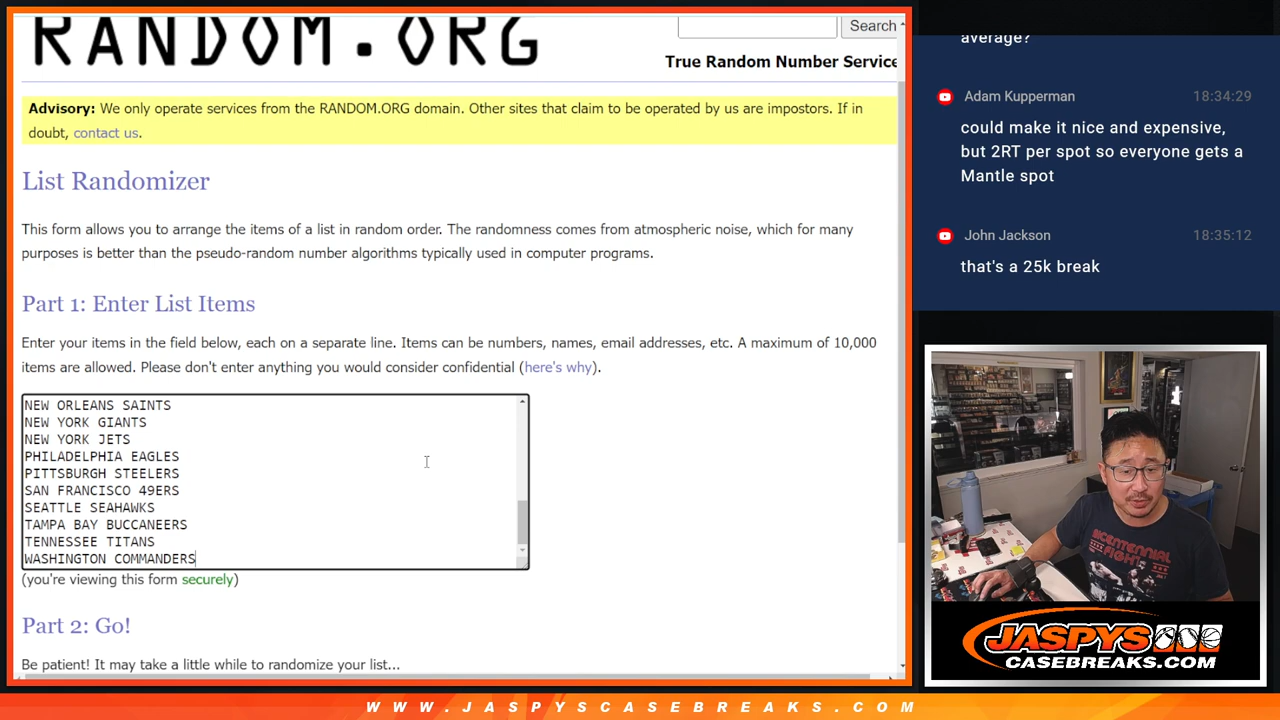 RANDOM.ORG
Search
True Random Number Service
Advisory: We only operate services from the RANDOM.ORG domain. Other sites that claim to be operated by us are impostors. If in
doubt, contact us.
List Randomizer
This form allows you to arrange the items of a list in random order. The randomness comes from atmospheric noise, which for many
purposes is better than the pseudo-random number algorithms typically used in computer programs.
Part 1: Enter List Items
Enter your items in the field below, each on a separate line. Items can be numbers, names, email addresses, etc. A maximum of 10,000
items are allowed. Please don't enter anything you would consider confidential (here's why).
NEW ORLEANS SAINTS
NEW YORK GIANTS
NEW YORK JETS
PHILADELPHIA EAGLES
PITTSBURGH STEELERS
SAN FRANCISCO 49ERS
SEATTLE SEAHAWKS
TAMPA BAY BUCCANEERS
TENNESSEE TITANS
WASHINGTON COMMANDERS
(you're viewing this form securely)
Part 2: Go!
Be patient! It may take a little while to randomize your list...
average?
Adam Kupperman 18:34:29
could make it nice and expensive,
but 2RT per spot so everyone gets a
Mantle spot
John Jackson 18:35:12
that's a 25k break
BICENTENNIAL
FIGHT
JASPYS
CASEBREAKS.COM
WWW.JASPYSCASEBREAKS.COM